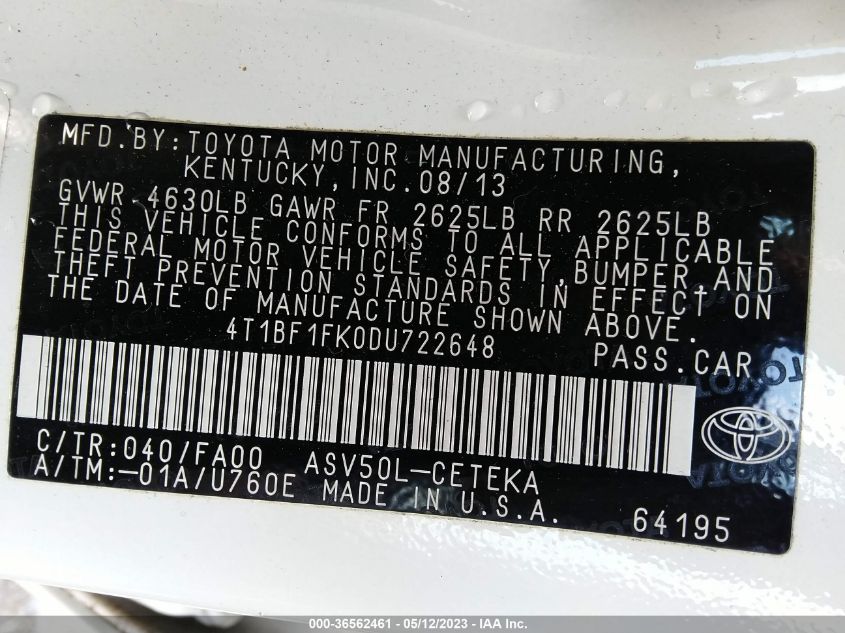 MFD.BY:TOYOTA MOTOR MANUFACTURING,
KENTUCKY,INC.08/13
GVWR 4630LB GAWR FR 2625LB RR 2625LB
THIS VEHICLE CONFORMS TO ALL APPLICABLE
FEDERAL MOTOR VEHICLE SAFETY,BUMPER,AND
THEFT PREVENTION STANDARDS IN EFFECT ON
THE DATE OF MANUFACTURE SHOWN ABOVE.
4T1BF1FK0DU722648 PASS.CAR
C/TR:040/FA00 ASV50L-CETEKA
A/TM:-01A/U760E MADE IN U.S.A. 64195
000-36562461 - 05/12/2023 - IAA Inc.